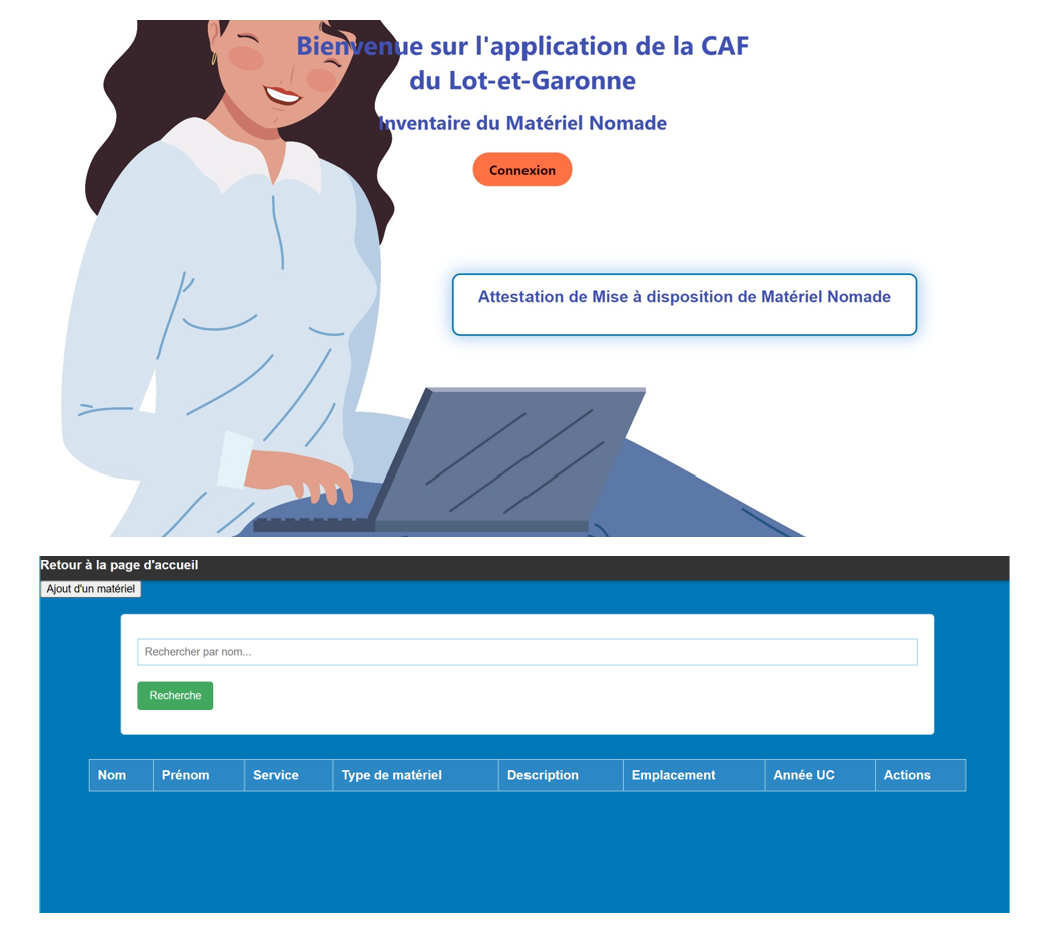 Bienvenue sur l'application de la CAF
du Lot-et-Garonne
Inventaire du Matériel Nomade
Connexion
Attestation de Mise à disposition de Matériel Nomade
Retour à la page d'accueil
Ajout d'un matériel
Rechercher par nom...
Recherche
Nom Prénom Service Type de matériel Description Emplacement Année UC Actions